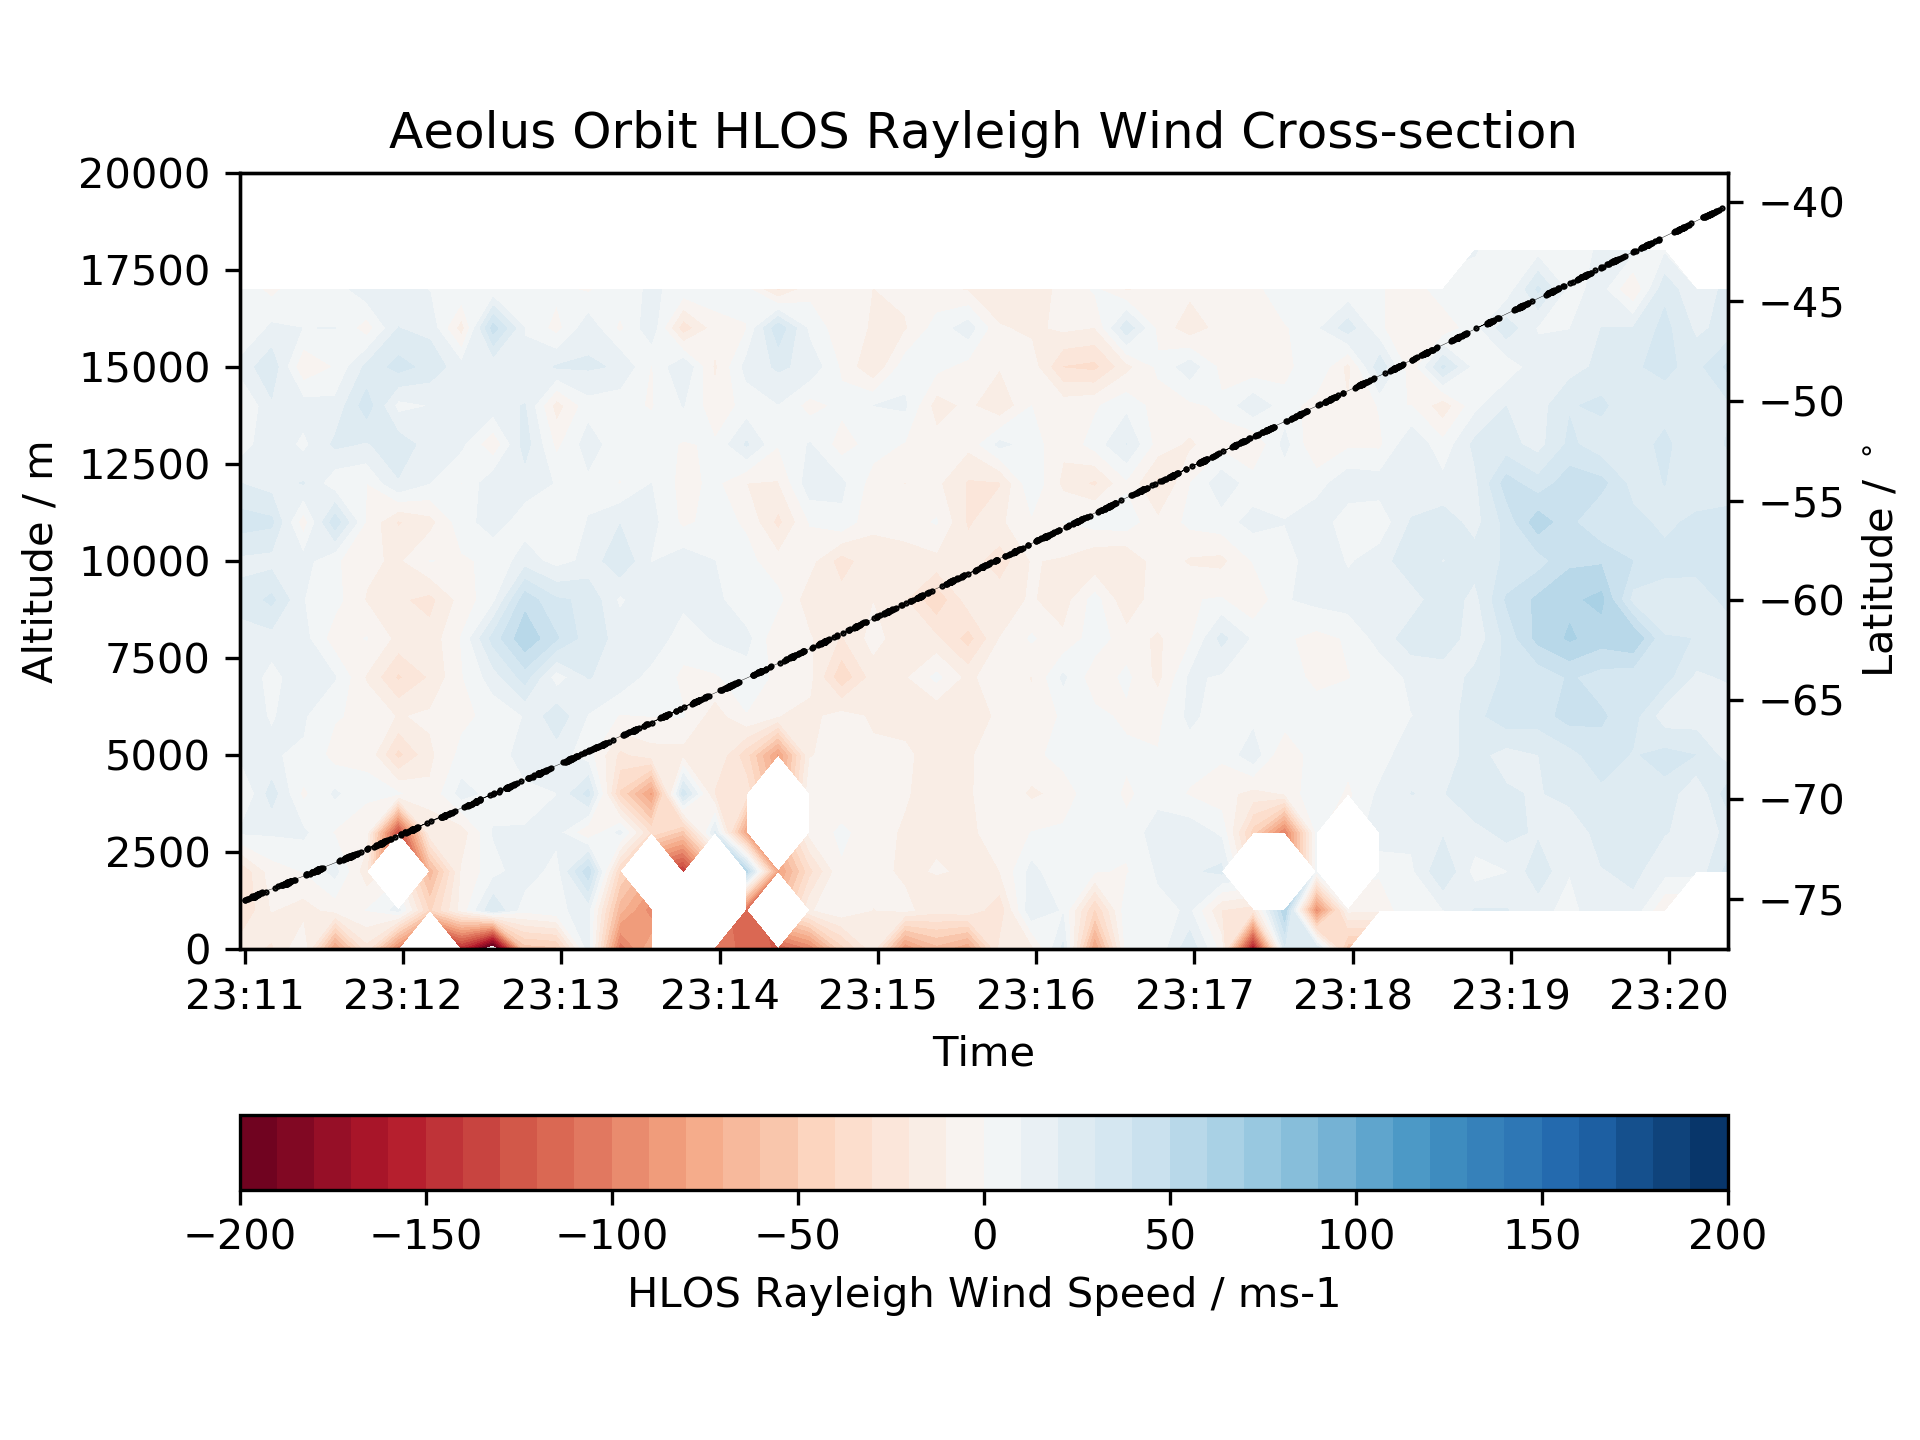 Aeolus Orbit HLOS Rayleigh Wind Cross-section
20000
17500
15000
12500
10000
7500
5000
2500
0
Altitude / m
−40
−45
−50
−55
−60
−65
−70
−75
Latitude / °
23:11 23:12 23:13 23:14 23:15 23:16 23:17 23:18 23:19 23:20
Time
−200 −150 −100 −50 0 50 100 150 200
HLOS Rayleigh Wind Speed / ms-1